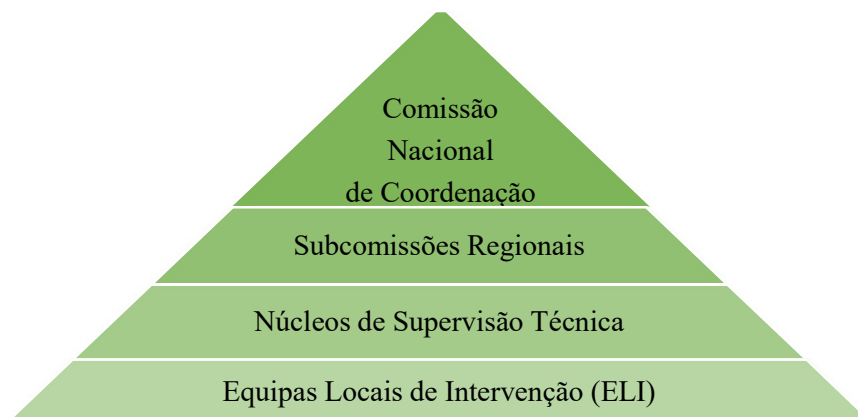 Comissão
Nacional
de Coordenação
Subcomissões Regionais
Núcleos de Supervisão Técnica
Equipas Locais de Intervenção (ELI)